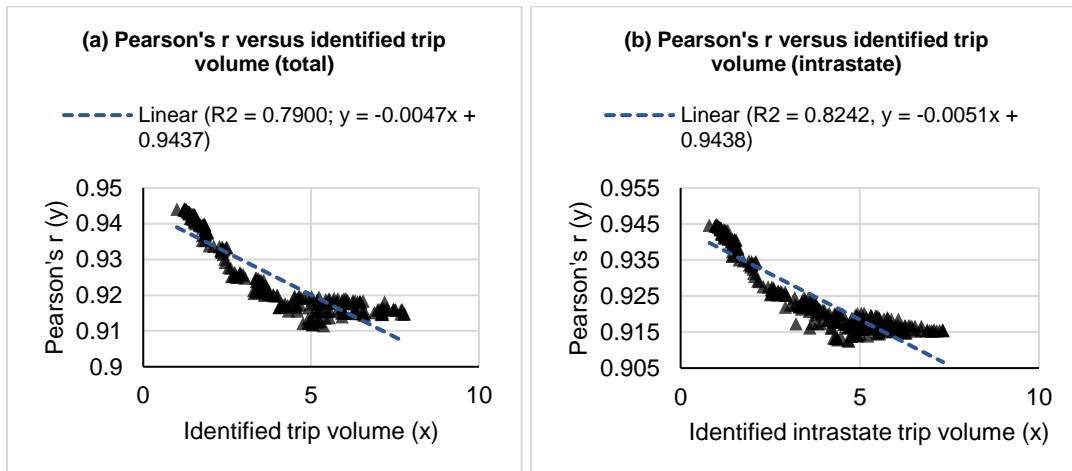 (a) Pearson's r versus identified trip
volume (total)
Linear (R2 = 0.7900; y = -0.0047x +
0.9437)
Pearson's r (y)
0.95
0.94
0.93
0.92
0.91
0.9
0
5
10
Identified trip volume (x)
(b) Pearson's r versus identified trip
volume (intrastate)
Linear (R2 = 0.8242, y = -0.0051x +
0.9438)
Pearson's r (y)
0.955
0.945
0.935
0.925
0.915
0.905
0
5
10
Identified intrastate trip volume (x)